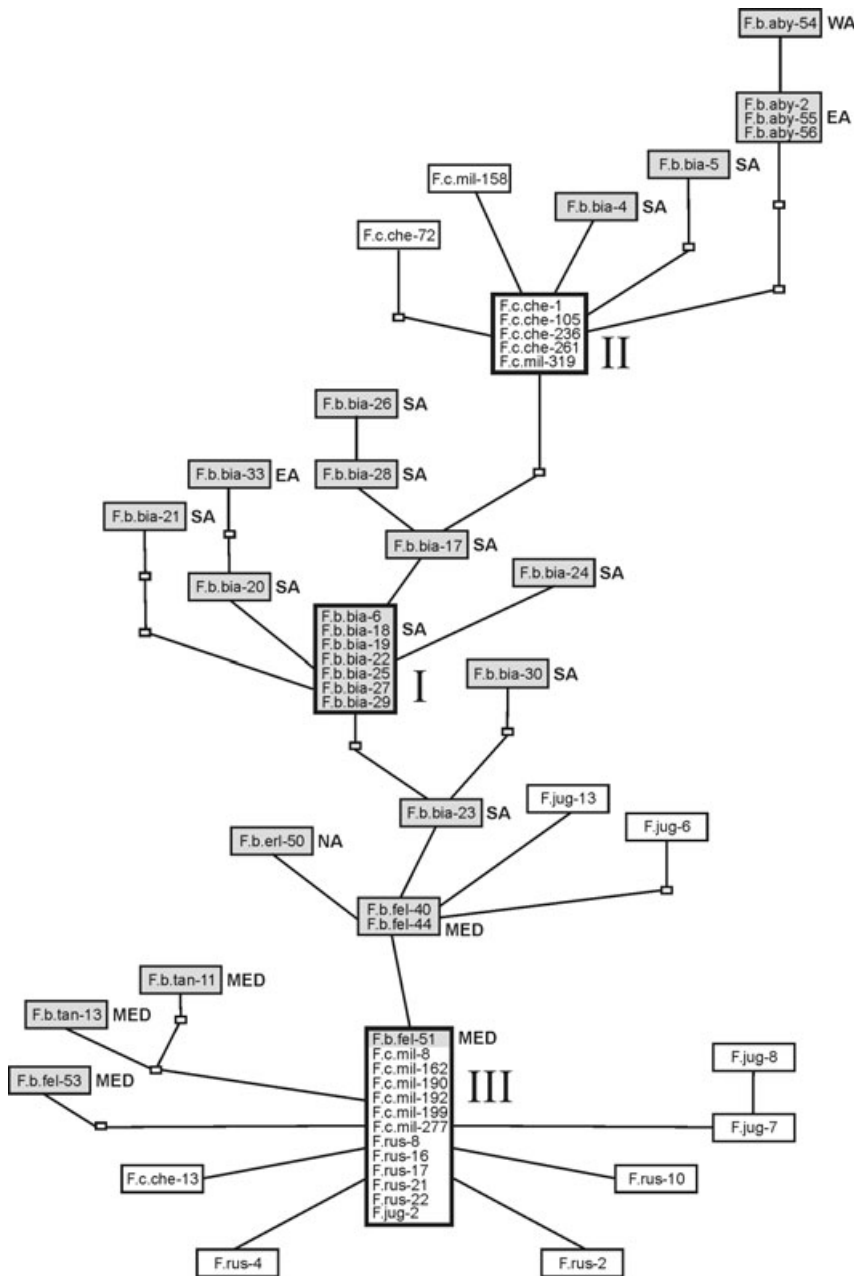 F.b.aby-54 WA
F.b.aby-2
F.b.aby-55 EA
F.b.aby-56
F.b.bia-5 SA
F.c.mil-158
F.b.bia-4 SA
F.c.che-72
F.c.che-1
F.c.che-105
F.c.che-236
F.c.che-261
F.c.mil-319
II
F.b.bia-26 SA
F.b.bia-33 EA
F.b.bia-28 SA
F.b.bia-21 SA
F.b.bia-17 SA
F.b.bia-20 SA
F.b.bia-24 SA
F.b.bia-6
F.b.bia-18 SA
F.b.bia-19
F.b.bia-22
F.b.bia-25
F.b.bia-27
F.b.bia-29
I
F.b.bia-30 SA
F.jug-13
F.b.bia-23 SA
F.jug-6
F.b.erl-50 NA
F.b.fel-40
F.b.fel-44 MED
F.b.tan-11 MED
F.b.tan-13 MED
F.b.fel-53 MED
F.b.fel-51 MED
F.c.mil-8
F.c.mil-162
F.c.mil-190
F.c.mil-192
F.c.mil-199
F.c.mil-277
F.rus-8
F.rus-16
F.rus-17
F.rus-21
F.rus-22
F.jug-2
III
F.jug-8
F.jug-7
F.c.che-13
F.rus-10
F.rus-4
F.rus-2